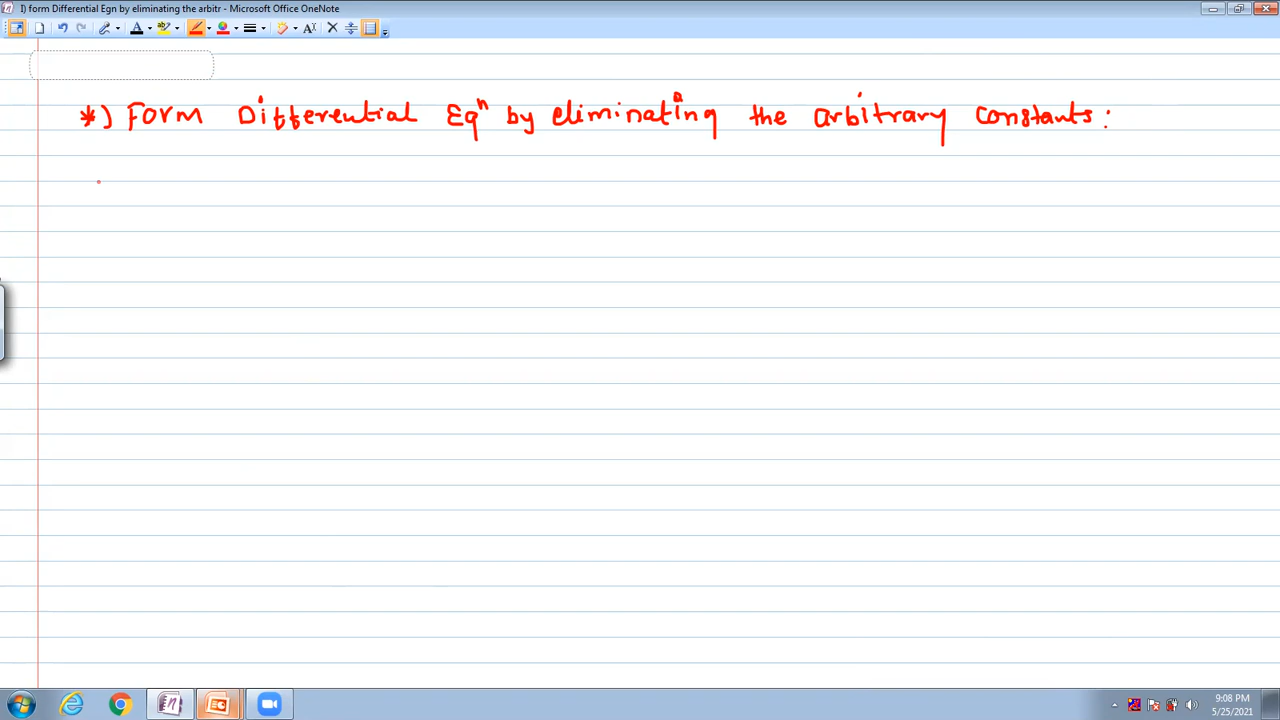 I) form Differential Eqn by eliminating the arbitr - Microsoft Office OneNote
*) Form Differential Eqⁿ by eliminating the arbitrary constants :
9:08 PM
5/25/2021